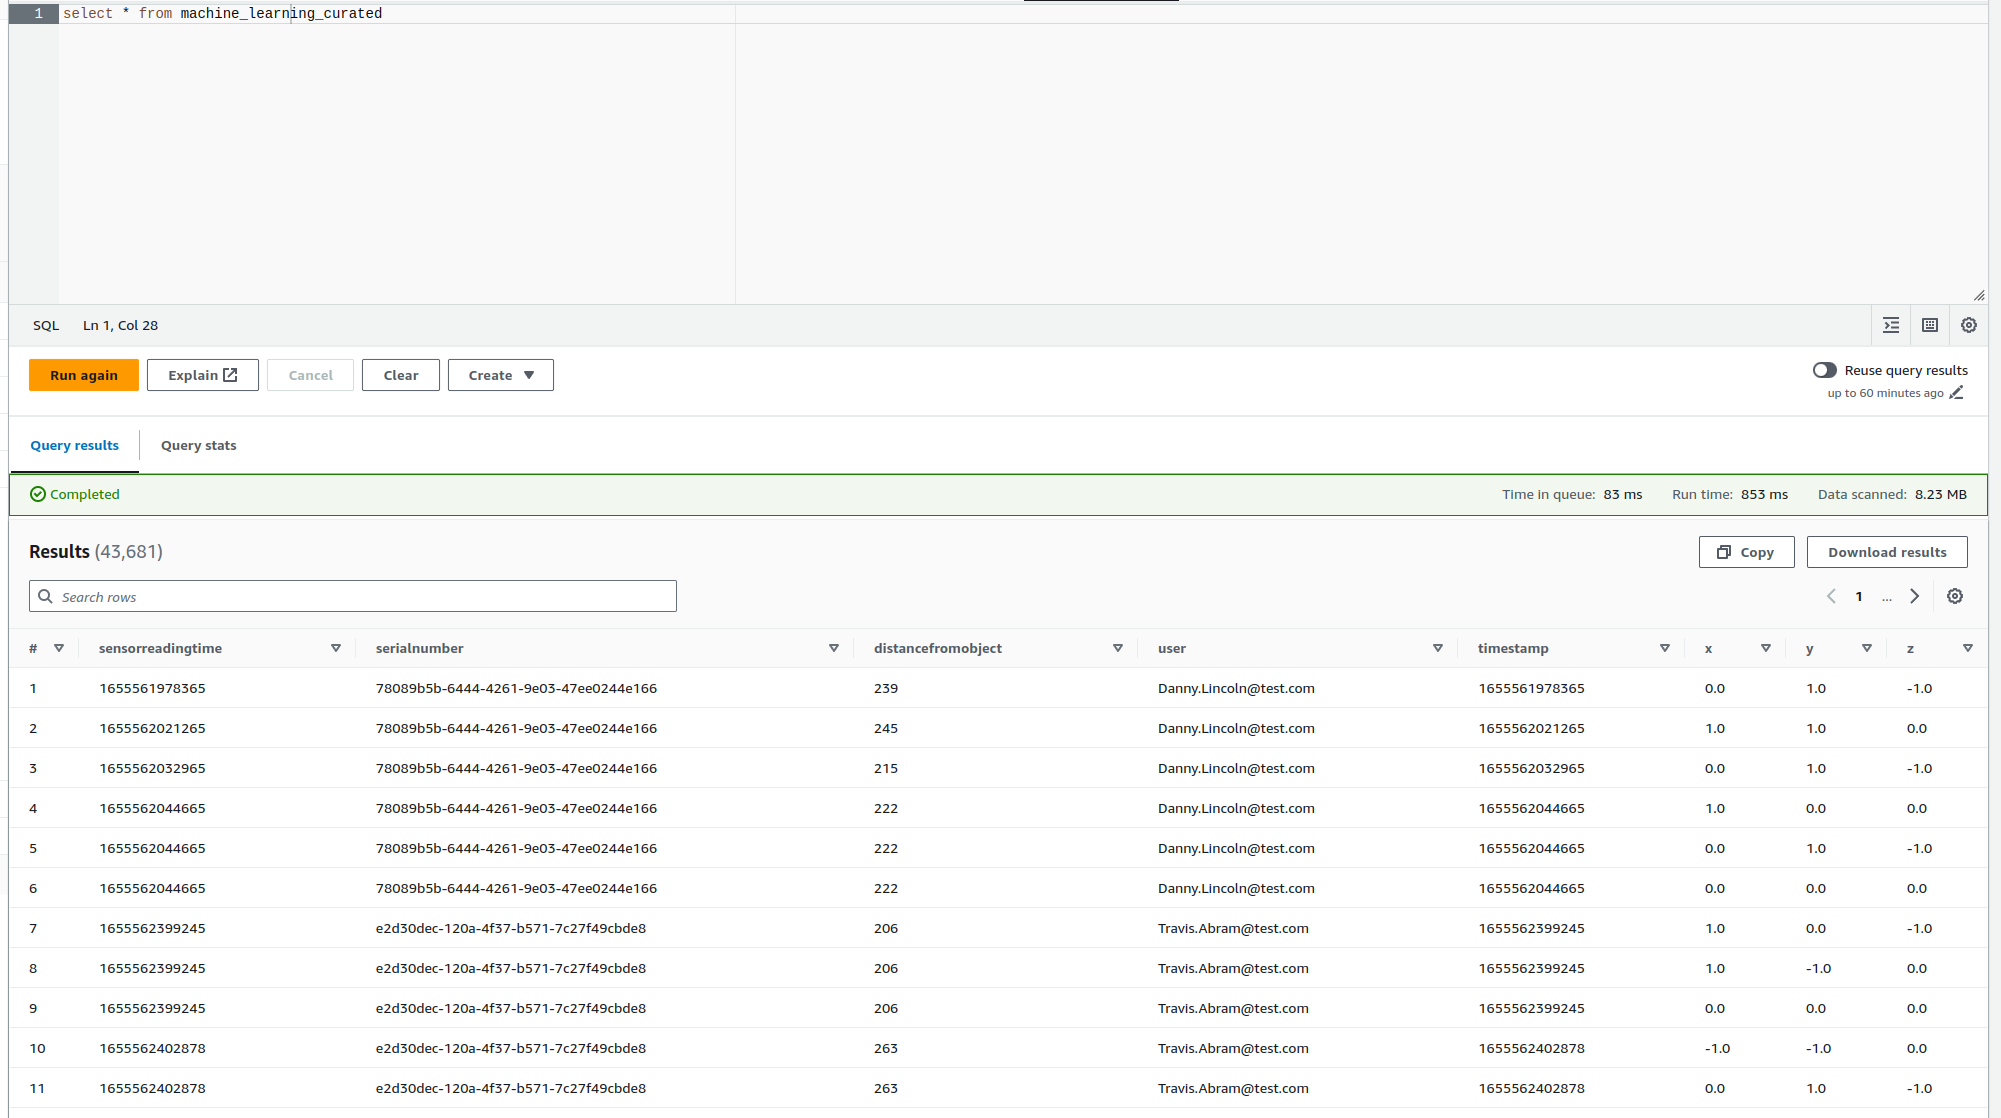 1 select * from machine_learning_curated
SQL Ln 1, Col 28
Run again Explain Cancel Clear Create Reuse query results
up to 60 minutes ago
Query results Query stats
Completed Time in queue: 83 ms Run time: 853 ms Data scanned: 8.23 MB
Results (43,681) Copy Download results
Search rows 1 ...
# sensorreadingtime serialnumber distancefromobject user timestamp x y z
1 1655561978365 78089b5b-6444-4261-9e03-47ee0244e166 239 Danny.Lincoln@test.com 1655561978365 0.0 1.0 -1.0
2 1655562021265 78089b5b-6444-4261-9e03-47ee0244e166 245 Danny.Lincoln@test.com 1655562021265 1.0 1.0 0.0
3 1655562032965 78089b5b-6444-4261-9e03-47ee0244e166 215 Danny.Lincoln@test.com 1655562032965 0.0 1.0 -1.0
4 1655562044665 78089b5b-6444-4261-9e03-47ee0244e166 222 Danny.Lincoln@test.com 1655562044665 1.0 0.0 0.0
5 1655562044665 78089b5b-6444-4261-9e03-47ee0244e166 222 Danny.Lincoln@test.com 1655562044665 0.0 1.0 -1.0
6 1655562044665 78089b5b-6444-4261-9e03-47ee0244e166 222 Danny.Lincoln@test.com 1655562044665 0.0 0.0 0.0
7 1655562399245 e2d30dec-120a-4f37-b571-7c27f49cbde8 206 Travis.Abram@test.com 1655562399245 1.0 0.0 -1.0
8 1655562399245 e2d30dec-120a-4f37-b571-7c27f49cbde8 206 Travis.Abram@test.com 1655562399245 1.0 -1.0 0.0
9 1655562399245 e2d30dec-120a-4f37-b571-7c27f49cbde8 206 Travis.Abram@test.com 1655562399245 0.0 0.0 0.0
10 1655562402878 e2d30dec-120a-4f37-b571-7c27f49cbde8 263 Travis.Abram@test.com 1655562402878 -1.0 -1.0 0.0
11 1655562402878 e2d30dec-120a-4f37-b571-7c27f49cbde8 263 Travis.Abram@test.com 1655562402878 0.0 1.0 -1.0